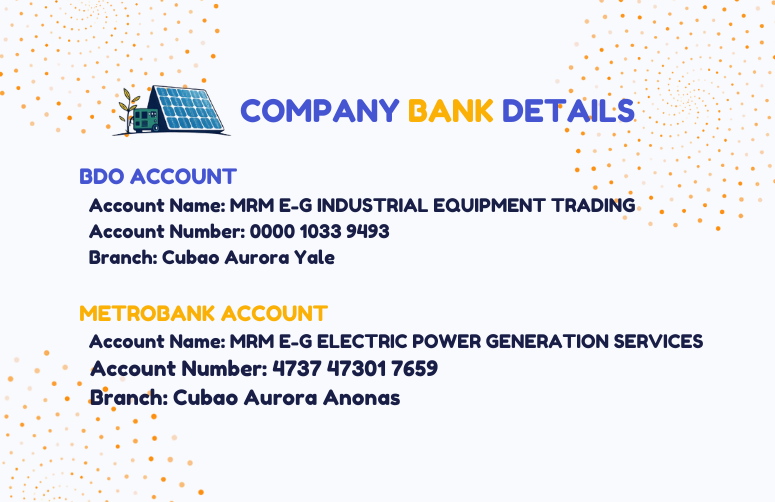 COMPANY BANK DETAILS
BDO ACCOUNT
Account Name: MRM E-G INDUSTRIAL EQUIPMENT TRADING
Account Number: 0000 1033 9493
Branch: Cubao Aurora Yale
METROBANK ACCOUNT
Account Name: MRM E-G ELECTRIC POWER GENERATION SERVICES
Account Number: 4737 47301 7659
Branch: Cubao Aurora Anonas